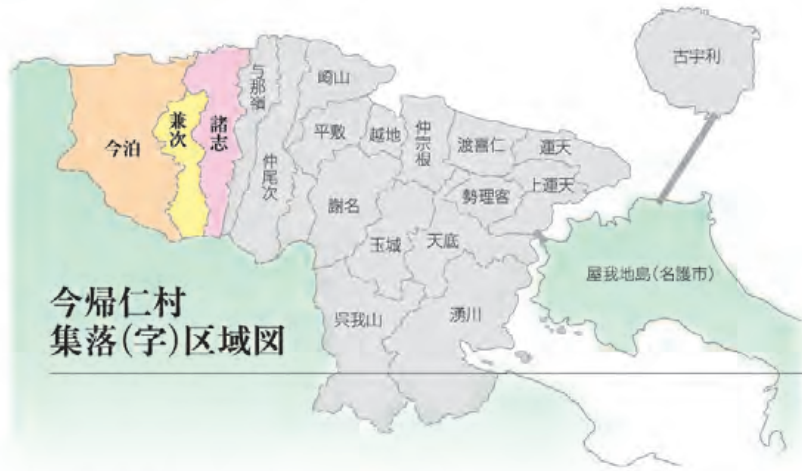 古宇利
与那嶺
崎山
諸志
兼次
今泊
平敷
越地
仲宗根
渡喜仁
運天
仲尾次
勢理客
上運天
謝名
玉城
天底
屋我地島(名護市)
呉我山
湧川
今帰仁村
集落(字)区域図